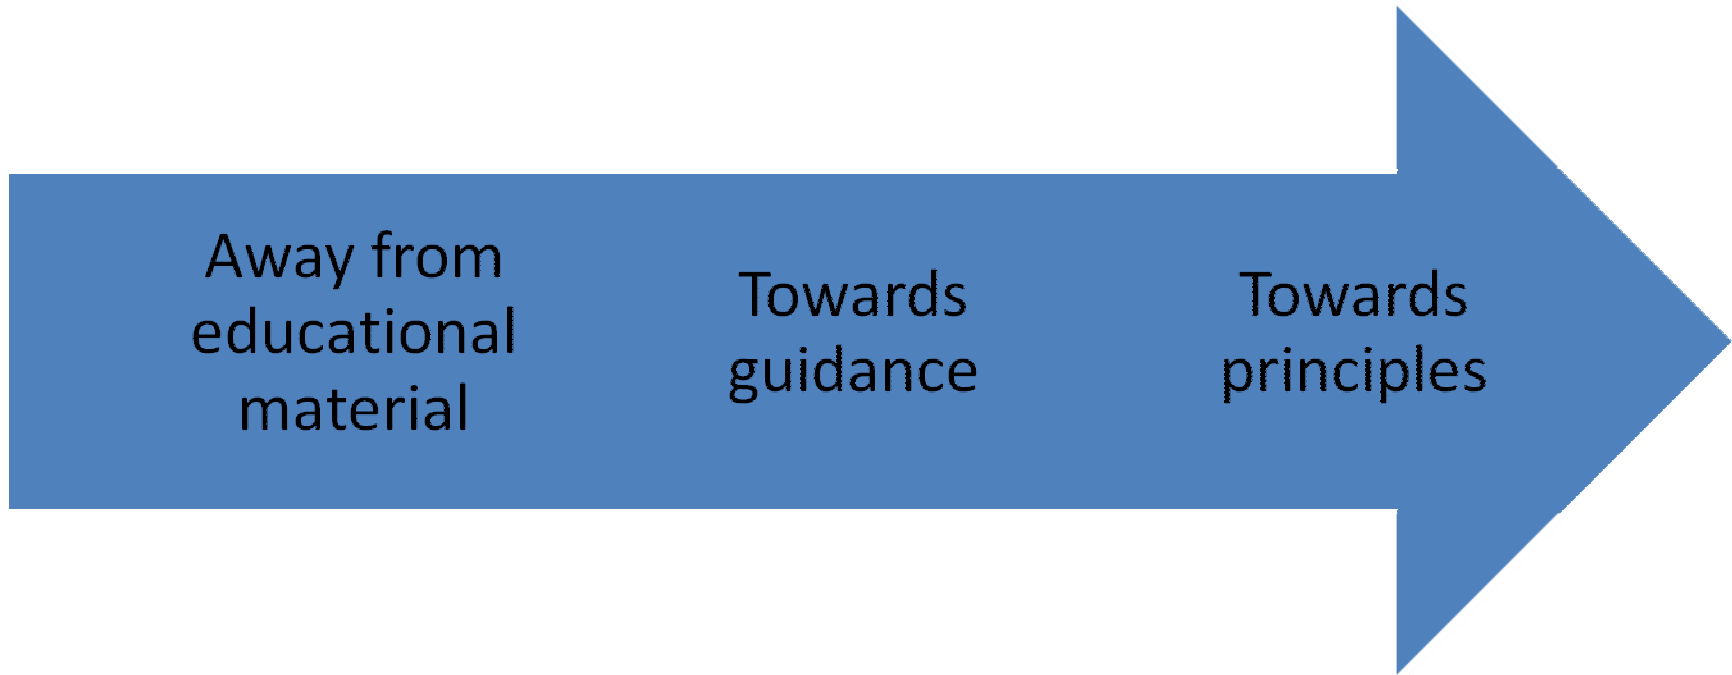 Away from
educational
material
Towards
guidance
Towards
principles